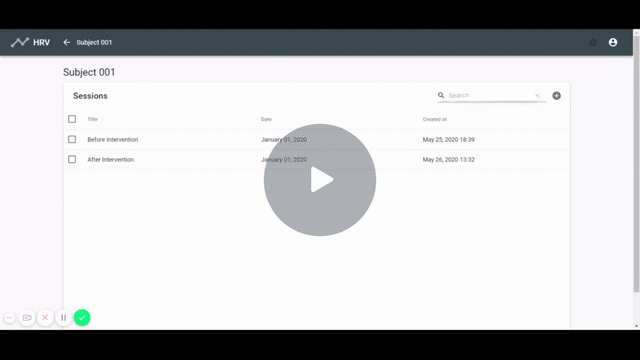 HRV Subject 001
Subject 001
Sessions Search
Title Date Created at
Before Intervention January 01, 2020 May 25, 2020 18:39
After Intervention January 01, 2020 May 26, 2020 13:32